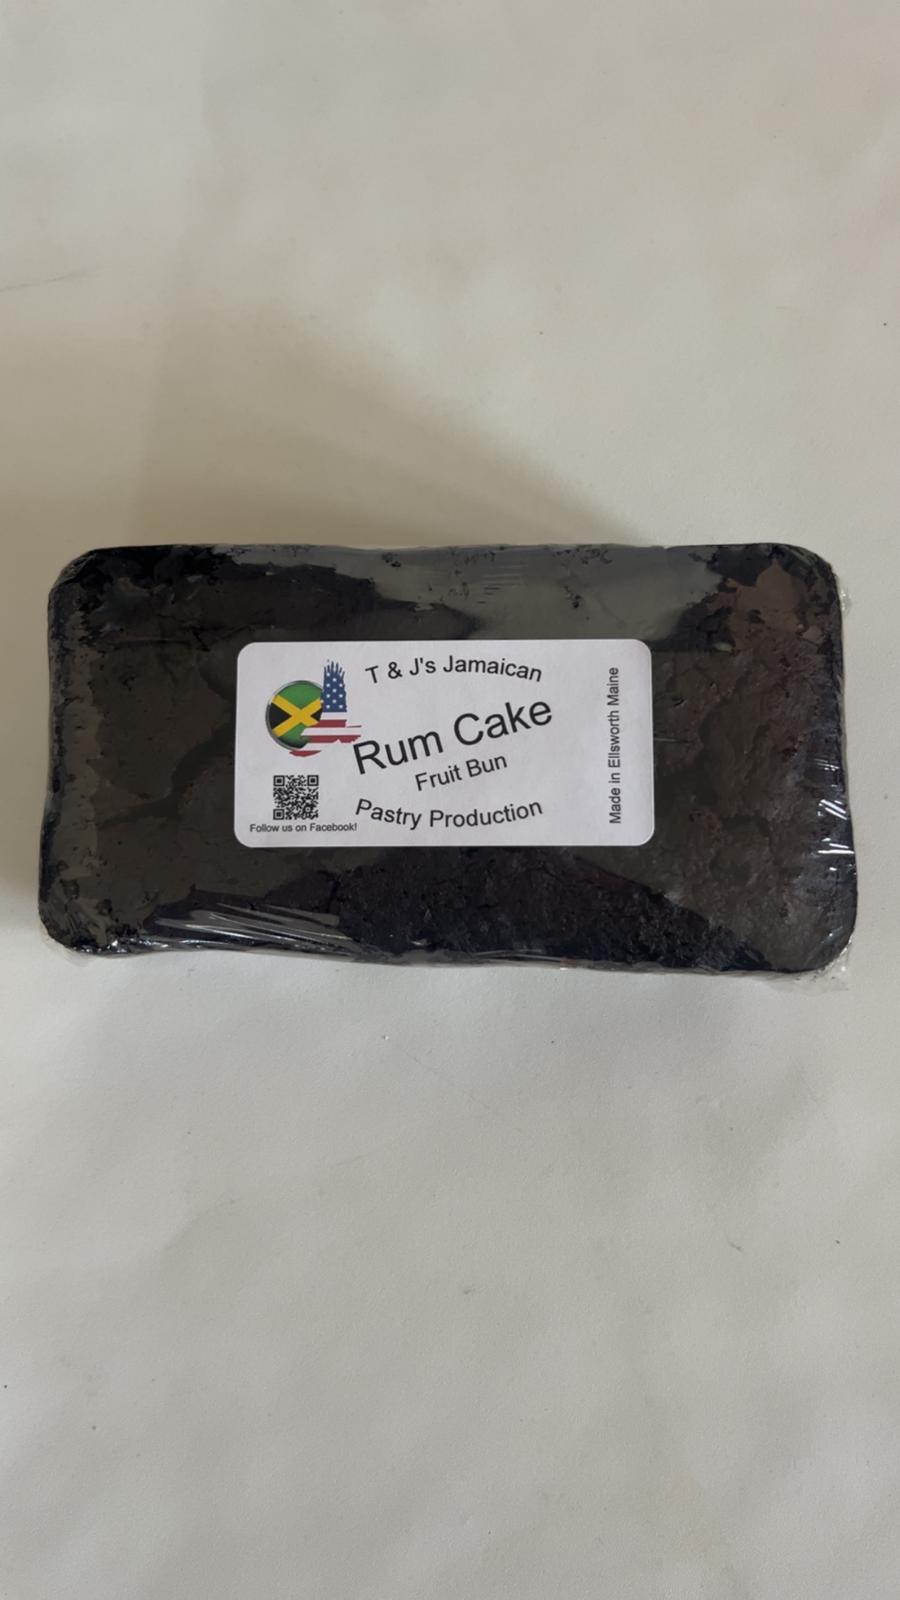 T & J's Jamaican
Rum Cake
Fruit Bun
Pastry Production
Follow us on Facebook!
Made in Ellsworth Maine